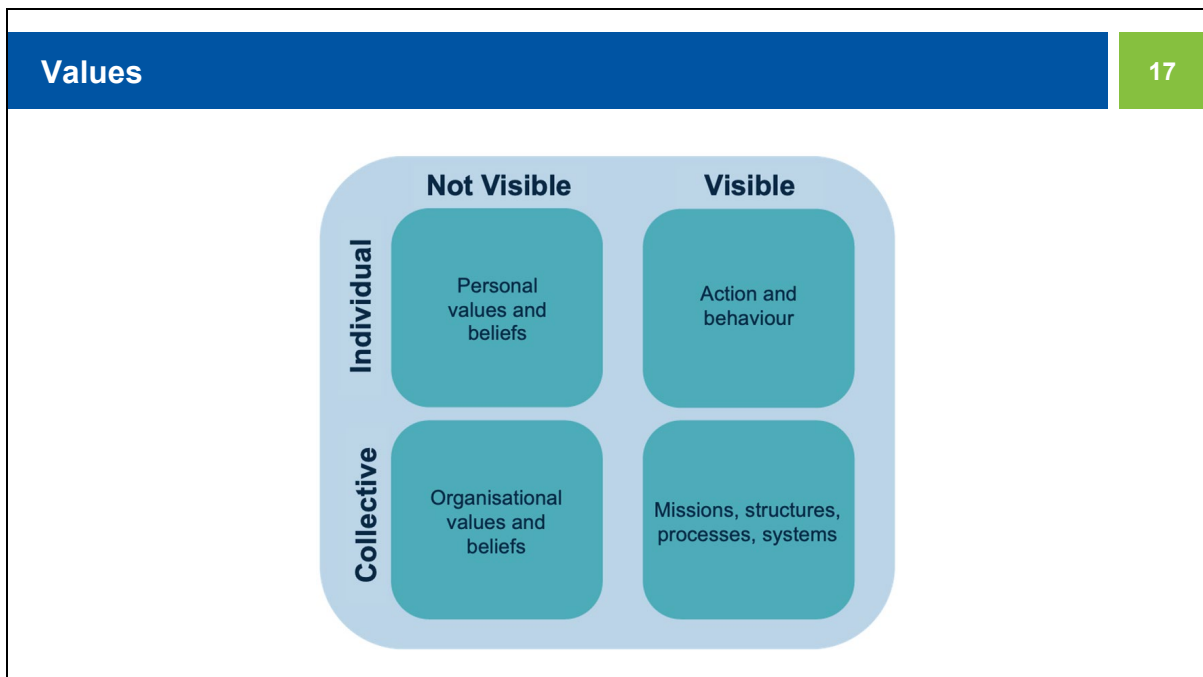 Values
17
Not Visible
Visible
Individual
Personal
values and
beliefs
Action and
behaviour
Collective
Organisational
values and
beliefs
Missions, structures,
processes, systems